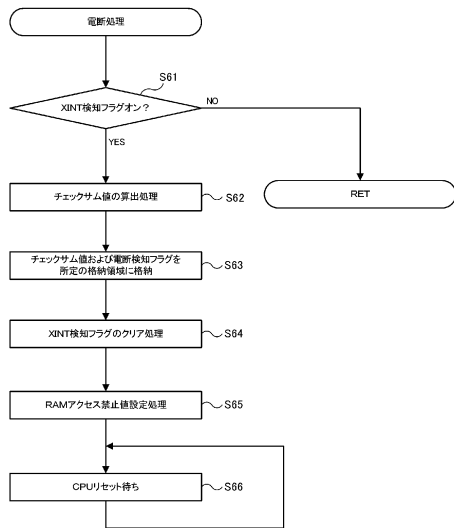 電断処理
S61
XINT検知フラグオン？
NO
YES
チェックサム値の算出処理
S62
RET
チェックサム値および電断検知フラグを
所定の格納領域に格納
S63
XINT検知フラグのクリア処理
S64
RAMアクセス禁止値設定処理
S65
CPUリセット待ち
S66